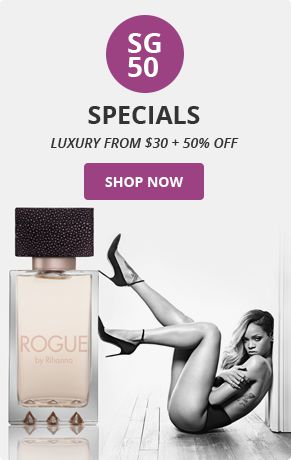 SG
50
SPECIALS
LUXURY FROM $30 + 50% OFF
SHOP NOW
ROGUE
by Rihanna